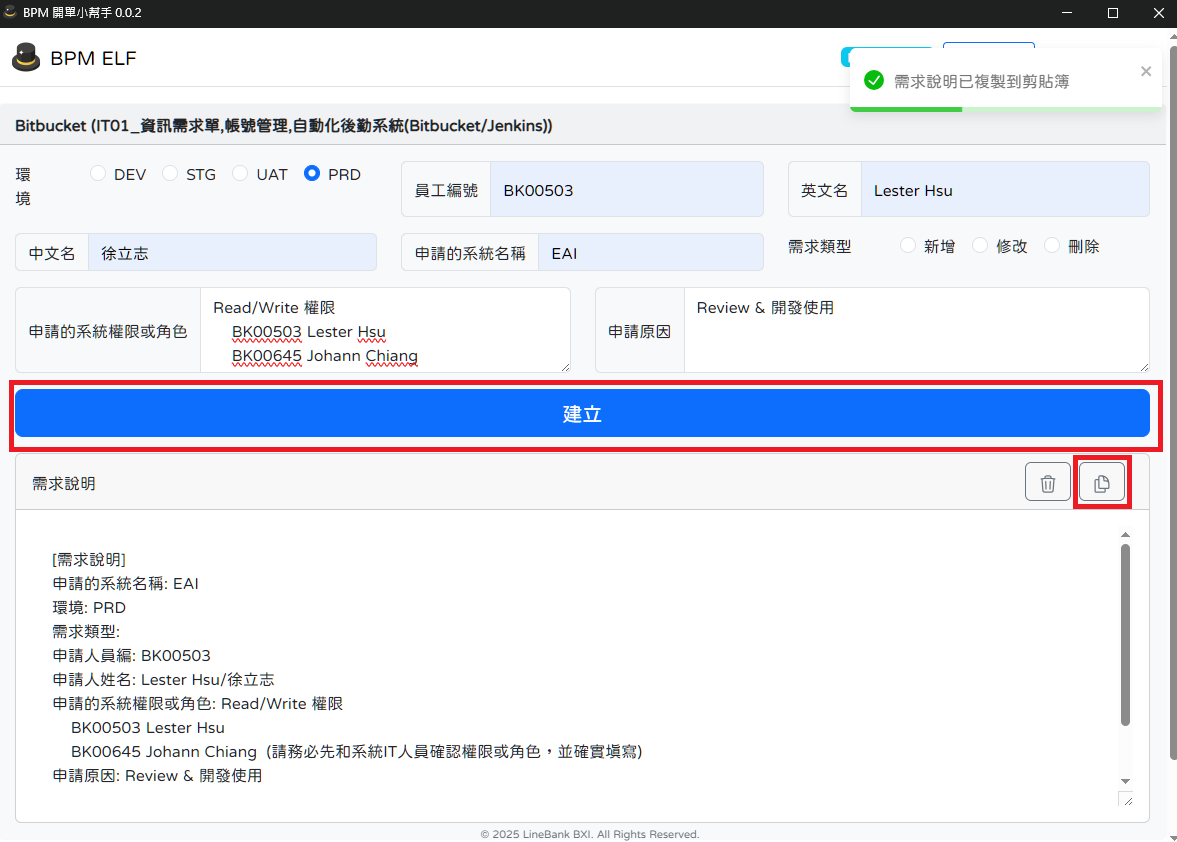 BPM 開單小幫手 0.0.2
BPM ELF
需求說明已複製到剪貼簿
Bitbucket (IT01_資訊需求單,帳號管理,自動化後勤系統(Bitbucket/Jenkins))
環境 DEV STG UAT PRD
員工編號 BK00503
英文名 Lester Hsu
中文名 徐立志
申請的系統名稱 EAI
需求類型 新增 修改 刪除
申請的系統權限或角色
Read/Write 權限
BK00503 Lester Hsu
BK00645 Johann Chiang
申請原因
Review & 開發使用
建立
需求說明
[需求說明]
申請的系統名稱: EAI
環境: PRD
需求類型:
申請人員編: BK00503
申請人姓名: Lester Hsu/徐立志
申請的系統權限或角色: Read/Write 權限
BK00503 Lester Hsu
BK00645 Johann Chiang (請務必先和系統IT人員確認權限或角色，並確實填寫)
申請原因: Review & 開發使用
© 2025 LineBank BXI. All Rights Reserved.